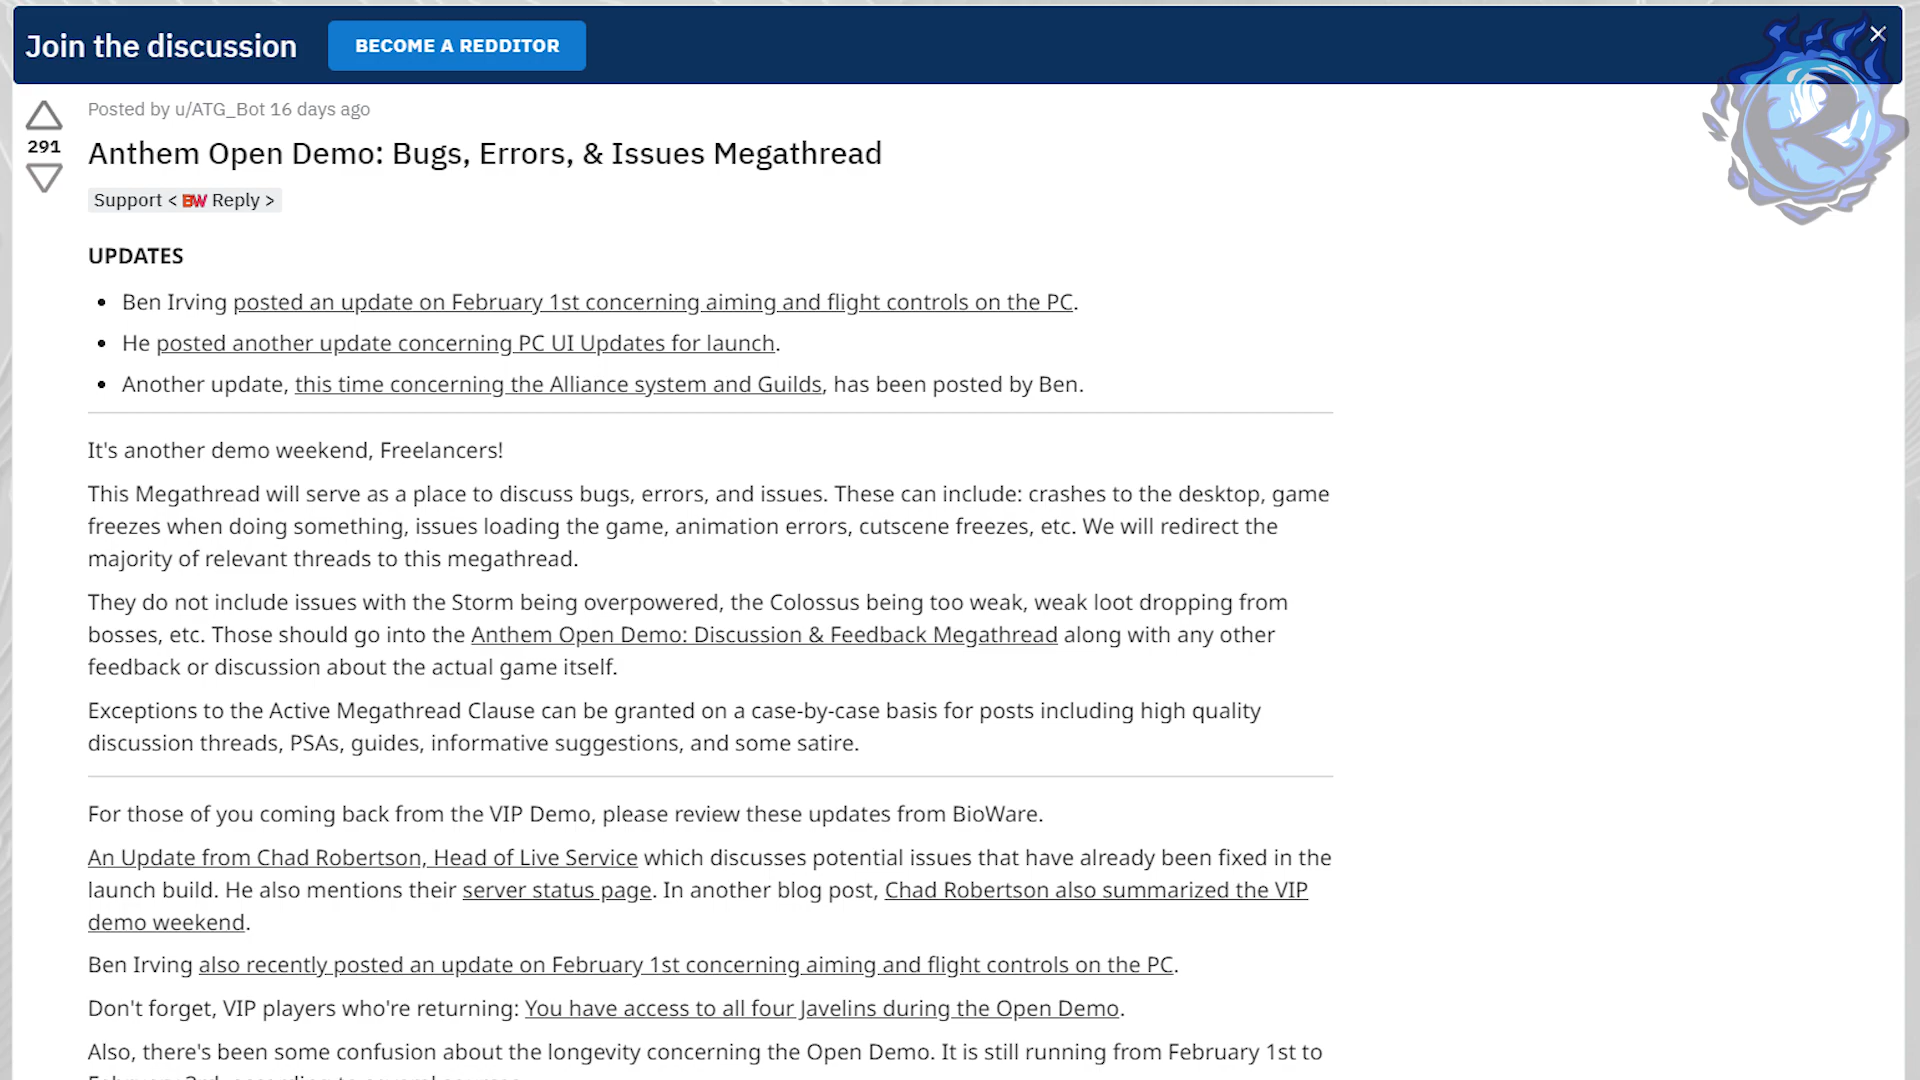 Join the discussion
BECOME A REDDITOR
Posted by u/ATG_Bot 16 days ago
291
Anthem Open Demo: Bugs, Errors, & Issues Megathread
Support < BW Reply >
UPDATES
• Ben Irving posted an update on February 1st concerning aiming and flight controls on the PC.
• He posted another update concerning PC UI Updates for launch.
• Another update, this time concerning the Alliance system and Guilds, has been posted by Ben.
It's another demo weekend, Freelancers!
This Megathread will serve as a place to discuss bugs, errors, and issues. These can include: crashes to the desktop, game
freezes when doing something, issues loading the game, animation errors, cutscene freezes, etc. We will redirect the
majority of relevant threads to this megathread.
They do not include issues with the Storm being overpowered, the Colossus being too weak, weak loot dropping from
bosses, etc. Those should go into the Anthem Open Demo: Discussion & Feedback Megathread along with any other
feedback or discussion about the actual game itself.
Exceptions to the Active Megathread Clause can be granted on a case-by-case basis for posts including high quality
discussion threads, PSAs, guides, informative suggestions, and some satire.
For those of you coming back from the VIP Demo, please review these updates from BioWare.
An Update from Chad Robertson, Head of Live Service which discusses potential issues that have already been fixed in the
launch build. He also mentions their server status page. In another blog post, Chad Robertson also summarized the VIP
demo weekend.
Ben Irving also recently posted an update on February 1st concerning aiming and flight controls on the PC.
Don't forget, VIP players who're returning: You have access to all four Javelins during the Open Demo.
Also, there's been some confusion about the longevity concerning the Open Demo. It is still running from February 1st to